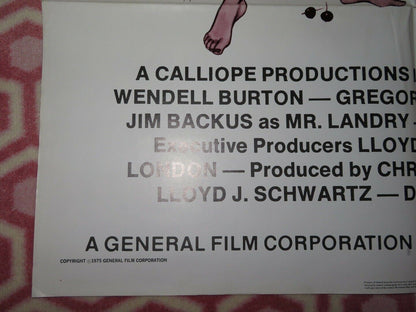 A CALLIOPE PRODUCTIONS
WENDELL BURTON — GREGOR
JIM BACKUS as MR. LANDRY -
Executive Producers LLOYD
LONDON — Produced by CHR
LLOYD J. SCHWARTZ — D
A GENERAL FILM CORPORATION
COPYRIGHT ©1975 GENERAL FILM CORPORATION